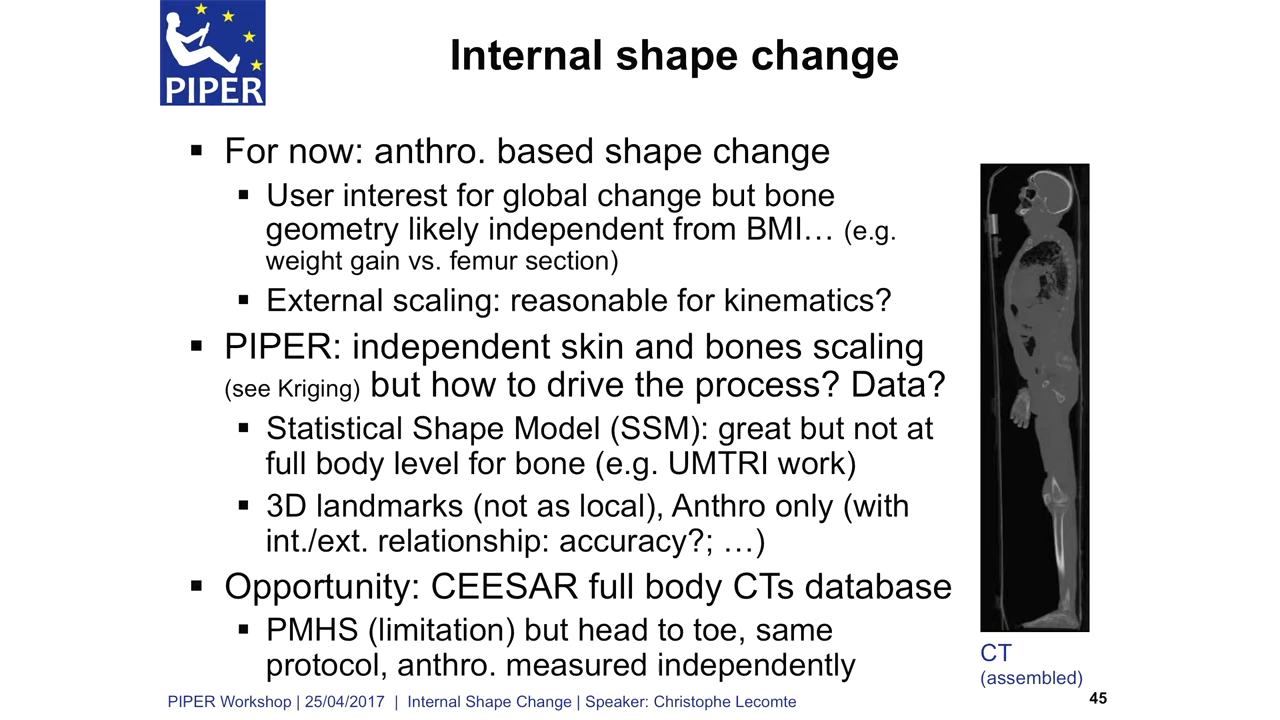 PIPER
Internal shape change
▪ For now: anthro. based shape change
▪ User interest for global change but bone
geometry likely independent from BMI… (e.g.
weight gain vs. femur section)
▪ External scaling: reasonable for kinematics?
▪ PIPER: independent skin and bones scaling
(see Kriging) but how to drive the process? Data?
▪ Statistical Shape Model (SSM): great but not at
full body level for bone (e.g. UMTRI work)
▪ 3D landmarks (not as local), Anthro only (with
int./ext. relationship: accuracy?; …)
▪ Opportunity: CEESAR full body CTs database
▪ PMHS (limitation) but head to toe, same
protocol, anthro. measured independently
CT
(assembled)
PIPER Workshop | 25/04/2017 | Internal Shape Change | Speaker: Christophe Lecomte
45